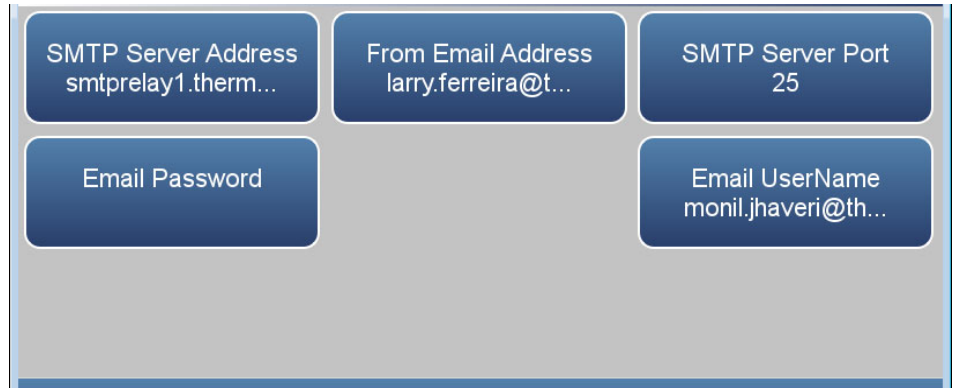 SMTP Server Address
smtprelay1.therm...
From Email Address
larry.ferreira@t...
SMTP Server Port
25
Email Password
Email UserName
monil.jhaveri@th...